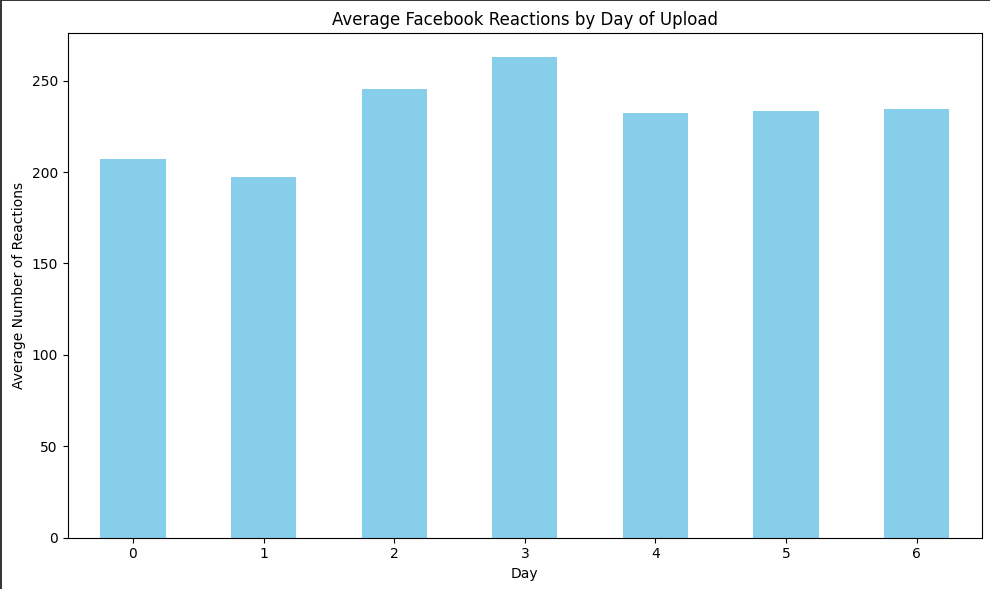 Average Facebook Reactions by Day of Upload
Average Number of Reactions
250
200
150
100
50
0
0 1 2 3 4 5 6
Day